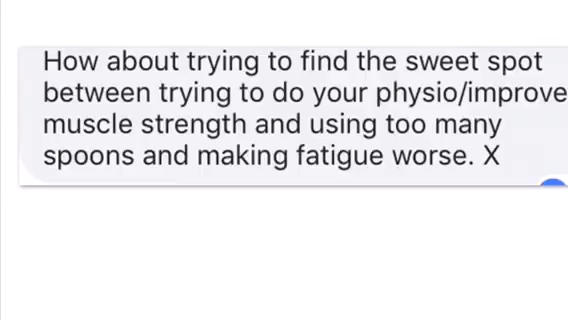 How about trying to find the sweet spot
between trying to do your physio/improve
muscle strength and using too many
spoons and making fatigue worse. X